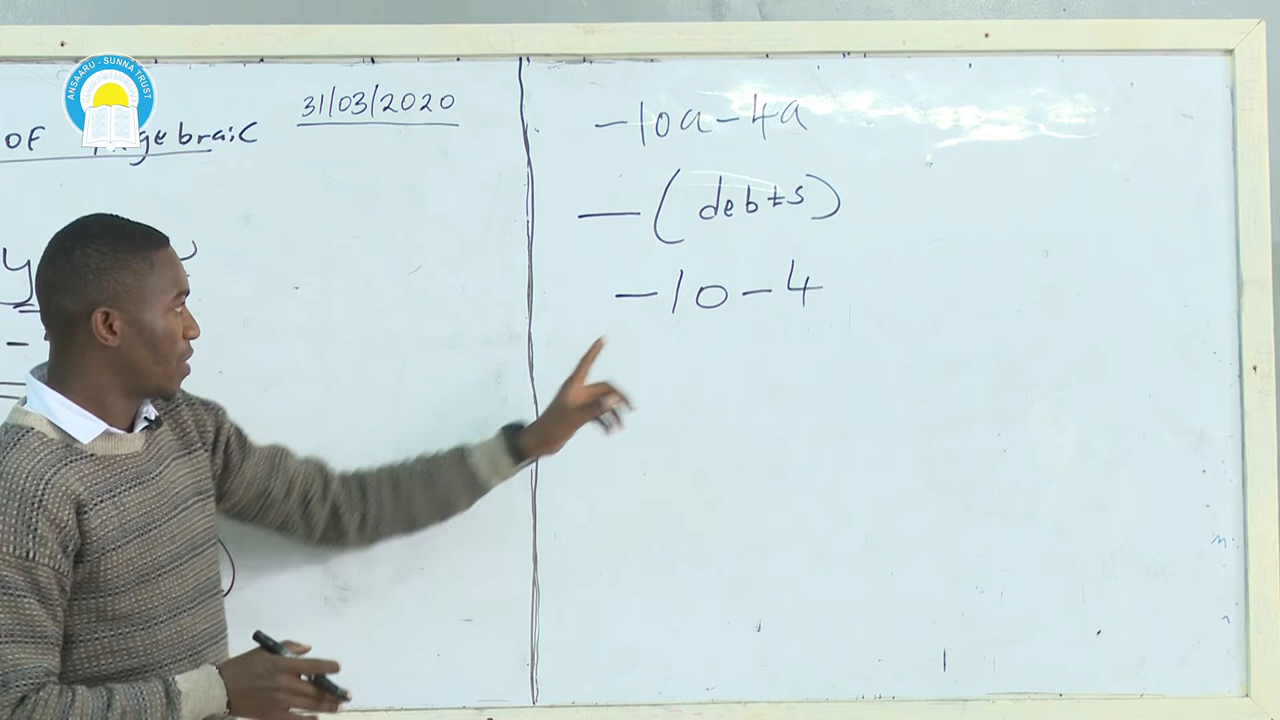 ANSAARU - SUNNA TRUST
31/03/2020
of Algebraic
y
-
-10a-4a
-(debts)
-10-4